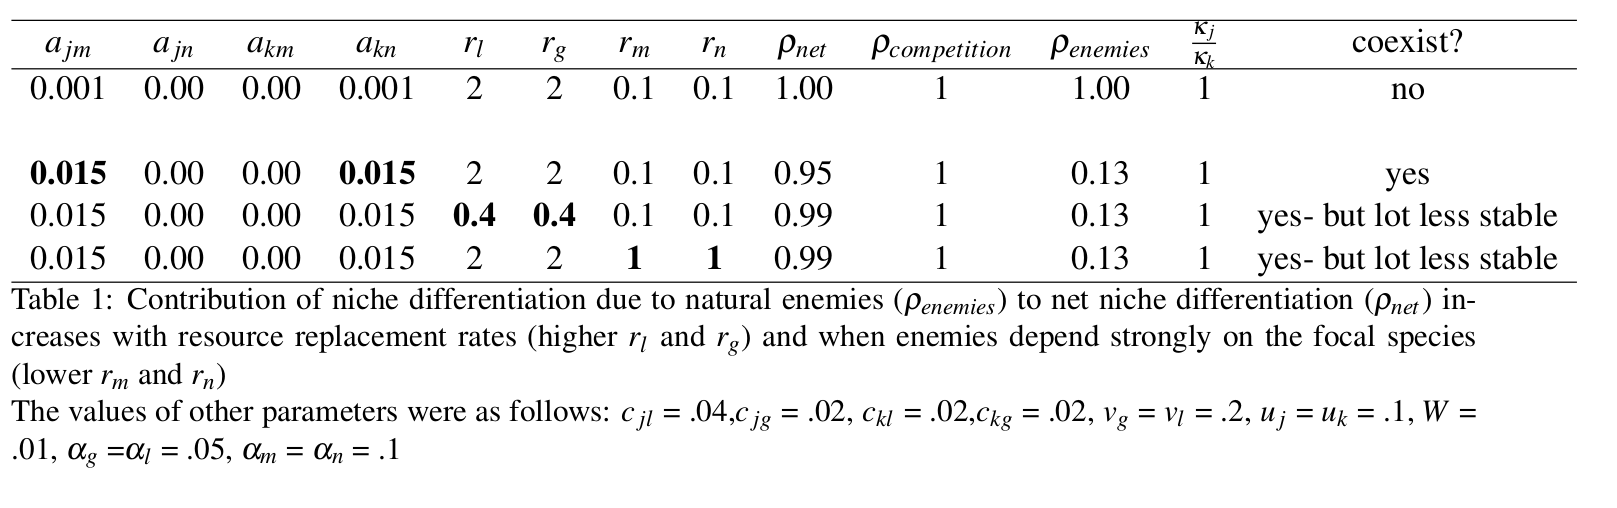 a_jm a_jn a_km a_kn r_l r_g r_m r_n ρ_net ρ_competition ρ_enemies κ_j/κ_k coexist?
0.001 0.00 0.00 0.001 2 2 0.1 0.1 1.00 1 1.00 1 no
0.015 0.00 0.00 0.015 2 2 0.1 0.1 0.95 1 0.13 1 yes
0.015 0.00 0.00 0.015 0.4 0.4 0.1 0.1 0.99 1 0.13 1 yes- but lot less stable
0.015 0.00 0.00 0.015 2 2 1 1 0.99 1 0.13 1 yes- but lot less stable
Table 1: Contribution of niche differentiation due to natural enemies (ρ_enemies) to net niche differentiation (ρ_net) in-
creases with resource replacement rates (higher r_l and r_g) and when enemies depend strongly on the focal species
(lower r_m and r_n)
The values of other parameters were as follows: c_jl = .04,c_jg = .02, c_kl = .02,c_kg = .02, v_g = v_l = .2, u_j = u_k = .1, W =
.01, α_g =α_l = .05, α_m = α_n = .1